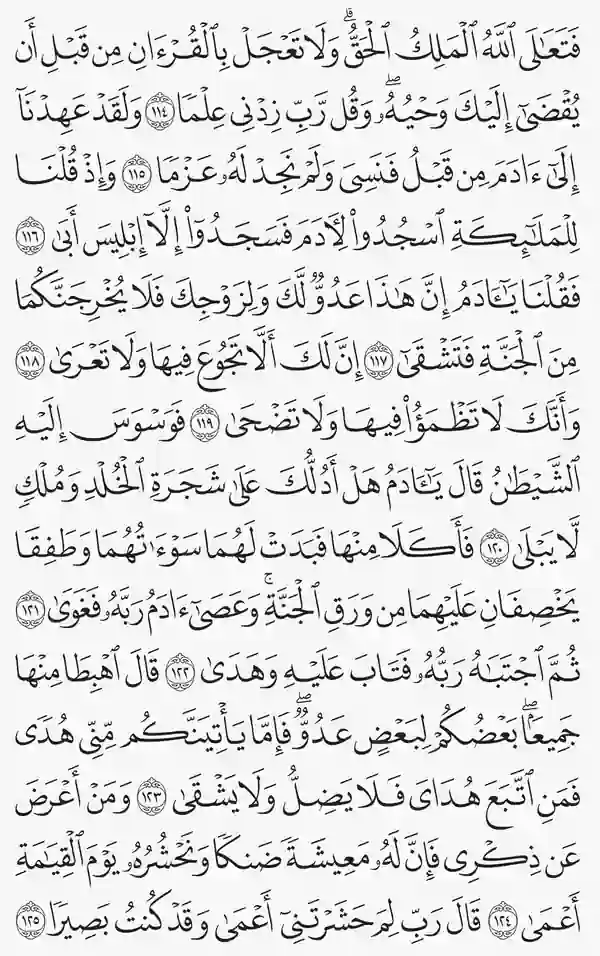 فَتَعَٰلَى ٱللَّهُ ٱلْمَلِكُ ٱلْحَقُّ ۗ وَلَا تَعْجَلْ بِٱلْقُرْءَانِ مِن قَبْلِ أَن
يُقْضَىٰٓ إِلَيْكَ وَحْيُهُۥ ۖ وَقُل رَّبِّ زِدْنِى عِلْمًا ١١٤ وَلَقَدْ عَهِدْنَآ
إِلَىٰٓ ءَادَمَ مِن قَبْلُ فَنَسِىَ وَلَمْ نَجِدْ لَهُۥ عَزْمًا ١١٥ وَإِذْ قُلْنَا
لِلْمَلَٰٓئِكَةِ ٱسْجُدُوا۟ لِءَادَمَ فَسَجَدُوٓا۟ إِلَّآ إِبْلِيسَ أَبَىٰ ١١٦
فَقُلْنَا يَٰٓـَٔادَمُ إِنَّ هَٰذَا عَدُوٌّ لَّكَ وَلِزَوْجِكَ فَلَا يُخْرِجَنَّكُمَا
مِنَ ٱلْجَنَّةِ فَتَشْقَىٰٓ ١١٧ إِنَّ لَكَ أَلَّا تَجُوعَ فِيهَا وَلَا تَعْرَىٰ ١١٨
وَأَنَّكَ لَا تَظْمَؤُا۟ فِيهَا وَلَا تَضْحَىٰ ١١٩ فَوَسْوَسَ إِلَيْهِ
ٱلشَّيْطَٰنُ قَالَ يَٰٓـَٔادَمُ هَلْ أَدُلُّكَ عَلَىٰ شَجَرَةِ ٱلْخُلْدِ وَمُلْكٍ
لَّا يَبْلَىٰ ١٢٠ فَأَكَلَا مِنْهَا فَبَدَتْ لَهُمَا سَوْءَٰتُهُمَا وَطَفِقَا
يَخْصِفَانِ عَلَيْهِمَا مِن وَرَقِ ٱلْجَنَّةِ ۚ وَعَصَىٰٓ ءَادَمُ رَبَّهُۥ فَغَوَىٰ ١٢١
ثُمَّ ٱجْتَبَٰهُ رَبُّهُۥ فَتَابَ عَلَيْهِ وَهَدَىٰ ١٢٢ قَالَ ٱهْبِطَا مِنْهَا
جَمِيعًۢا ۖ بَعْضُكُمْ لِبَعْضٍ عَدُوٌّ ۖ فَإِمَّا يَأْتِيَنَّكُم مِّنِّى هُدًى
فَمَنِ ٱتَّبَعَ هُدَاىَ فَلَا يَضِلُّ وَلَا يَشْقَىٰ ١٢٣ وَمَنْ أَعْرَضَ
عَن ذِكْرِى فَإِنَّ لَهُۥ مَعِيشَةً ضَنكًا وَنَحْشُرُهُۥ يَوْمَ ٱلْقِيَٰمَةِ
أَعْمَىٰ ١٢٤ قَالَ رَبِّ لِمَ حَشَرْتَنِىٓ أَعْمَىٰ وَقَدْ كُنتُ بَصِيرًا ١٢٥